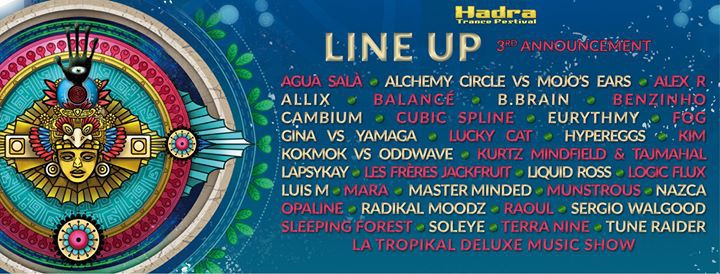 Hadra
Trance Festival
LINE UP 3RD ANNOUNCEMENT
AGUA SALÀ • ALCHEMY CIRCLE VS MOJO'S EARS • ALEX R
ALLIX • BALANCÉ • B.BRAIN • BENZINHO
CAMBIUM • CUBIC SPLINE • EURYTHMY • FOG
GINA VS YAMAGA • LUCKY CAT • HYPEREGGS • KIM
KOKMOK VS ODDWAVE • KURTZ MINDFIELD & TAJMAHAL
LAPSYKAY • LES FRÈRES JACKFRUIT • LIQUID ROSS • LOGIC FLUX
LUIS M • MARA • MASTER MINDED • MUNSTROUS • NAZCA
OPALINE • RADIKAL MOODZ • RAOUL • SERGIO WALGOOD
SLEEPING FOREST • SOLEYE • TERRA NINE • TUNE RAIDER
LA TROPIKAL DELUXE MUSIC SHOW